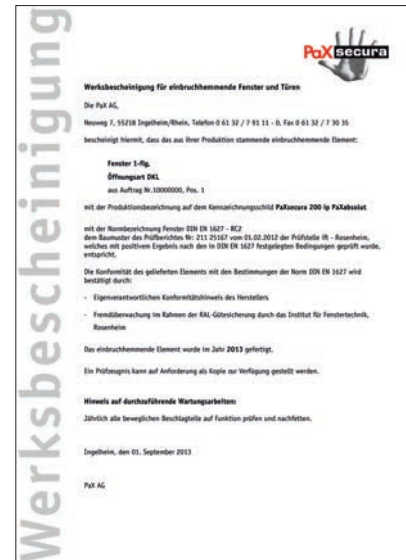 Werksbescheinigung
PaX secura
Werksbescheinigung für einbruchhemmende Fenster und Türen
Die PaX AG,
Neuweg 7, 55218 Ingelheim/Rhein, Telefon 0 61 32 / 7 91 11 - 0, Fax 0 61 32 / 7 30 35
bescheinigt hiermit, dass das aus ihrer Produktion stammende einbruchhemmende Element:
Fenster 1-flg.
Öffnungsart DKL
aus Auftrag Nr.10000000, Pos. 1
mit der Produktionsbezeichnung auf dem Kennzeichnungsschild PaXsecura 200 ip PaXabsolut
mit der Normbezeichnung Fenster DIN EN 1627 - RC2
dem Baumuster des Prüfberichtes Nr: 211 25167 vom 01.02.2012 der Prüfstelle ift - Rosenheim,
welches mit positivem Ergebnis nach den in DIN EN 1627 festgelegten Bedingungen geprüft wurde,
entspricht.
Die Konformität des gelieferten Elements mit den Bestimmungen der Norm DIN EN 1627 wird
bestätigt durch:
- Eigenverantwortlichen Konformitätshinweis des Herstellers
- Fremdüberwachung im Rahmen der RAL-Gütesicherung durch das Institut für Fenstertechnik,
Rosenheim
Das einbruchhemmende Element wurde im Jahr 2013 gefertigt.
Ein Prüfzeugnis kann auf Anforderung als Kopie zur Verfügung gestellt werden.
Hinweis auf durchzuführende Wartungsarbeiten:
Jährlich alle beweglichen Beschlagteile auf Funktion prüfen und nachfetten.
Ingelheim, den 01. September 2013
PaX AG